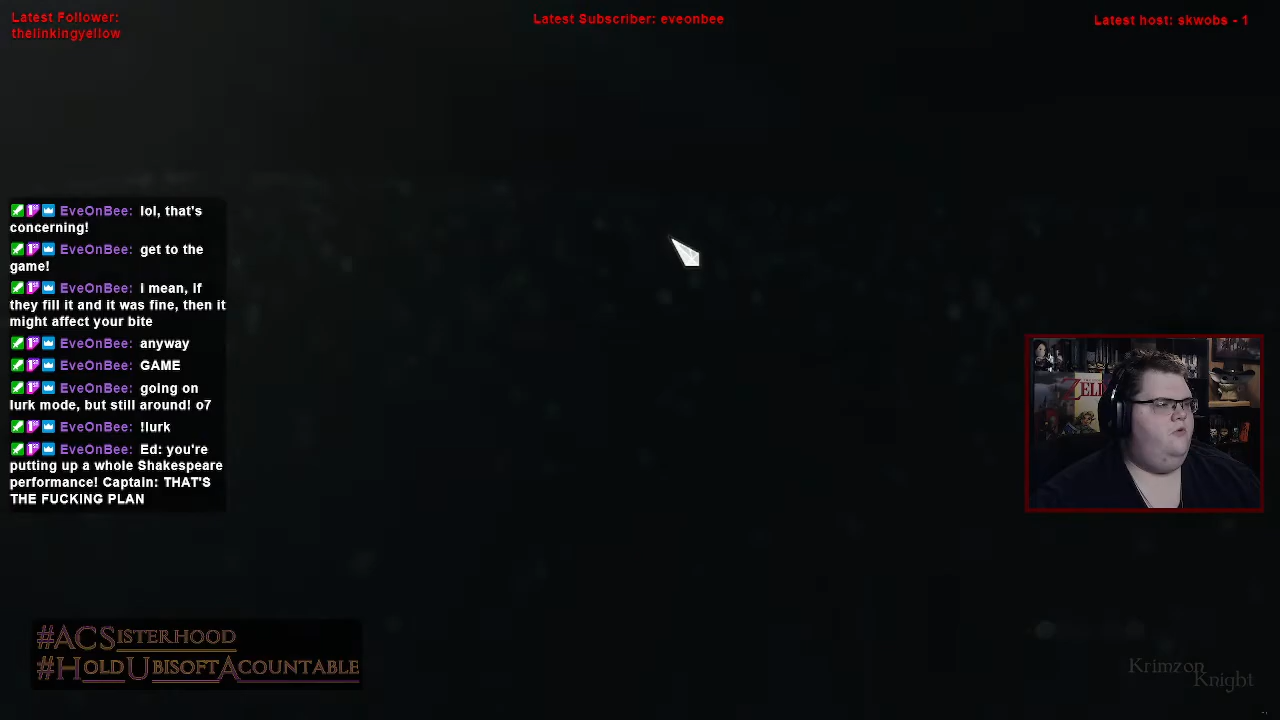 Latest Follower:
thelinkingyellow
Latest Subscriber: eveonbee
Latest host: skwobs - 1
EveOnBee: lol, that's
concerning!
EveOnBee: get to the
game!
EveOnBee: I mean, If
they fill it and it was fine, then it
might affect your bite
EveOnBee: anyway
EveOnBee: GAME
EveOnBee: going on
lurk mode, but still around! o7
EveOnBee: !lurk
EveOnBee: Ed: you're
putting up a whole Shakespeare
performance! Captain: THAT'S
THE FUCKING PLAN
ZELD
#ACSisterhood
#HoldUbisoftAcountable
Krimzon
Knight